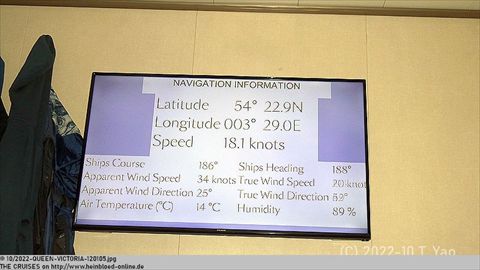 NAVIGATION INFORMATION
Latitude 54° 22.9N
Longitude 003° 29.0E
Speed 18.1 knots
Ships Course 186° Ships Heading 188°
Apparent Wind Speed 34 knots True Wind Speed 20 knot
Apparent Wind Direction 25° True Wind Direction 52°
Air Temperature (°C) 14 °C Humidity 89 %
(C) 2022-10 T. Yao
© 10/2022-QUEEN-VICTORIA-120105.jpg
THE CRUISES on http://www.heinbloed-online.de